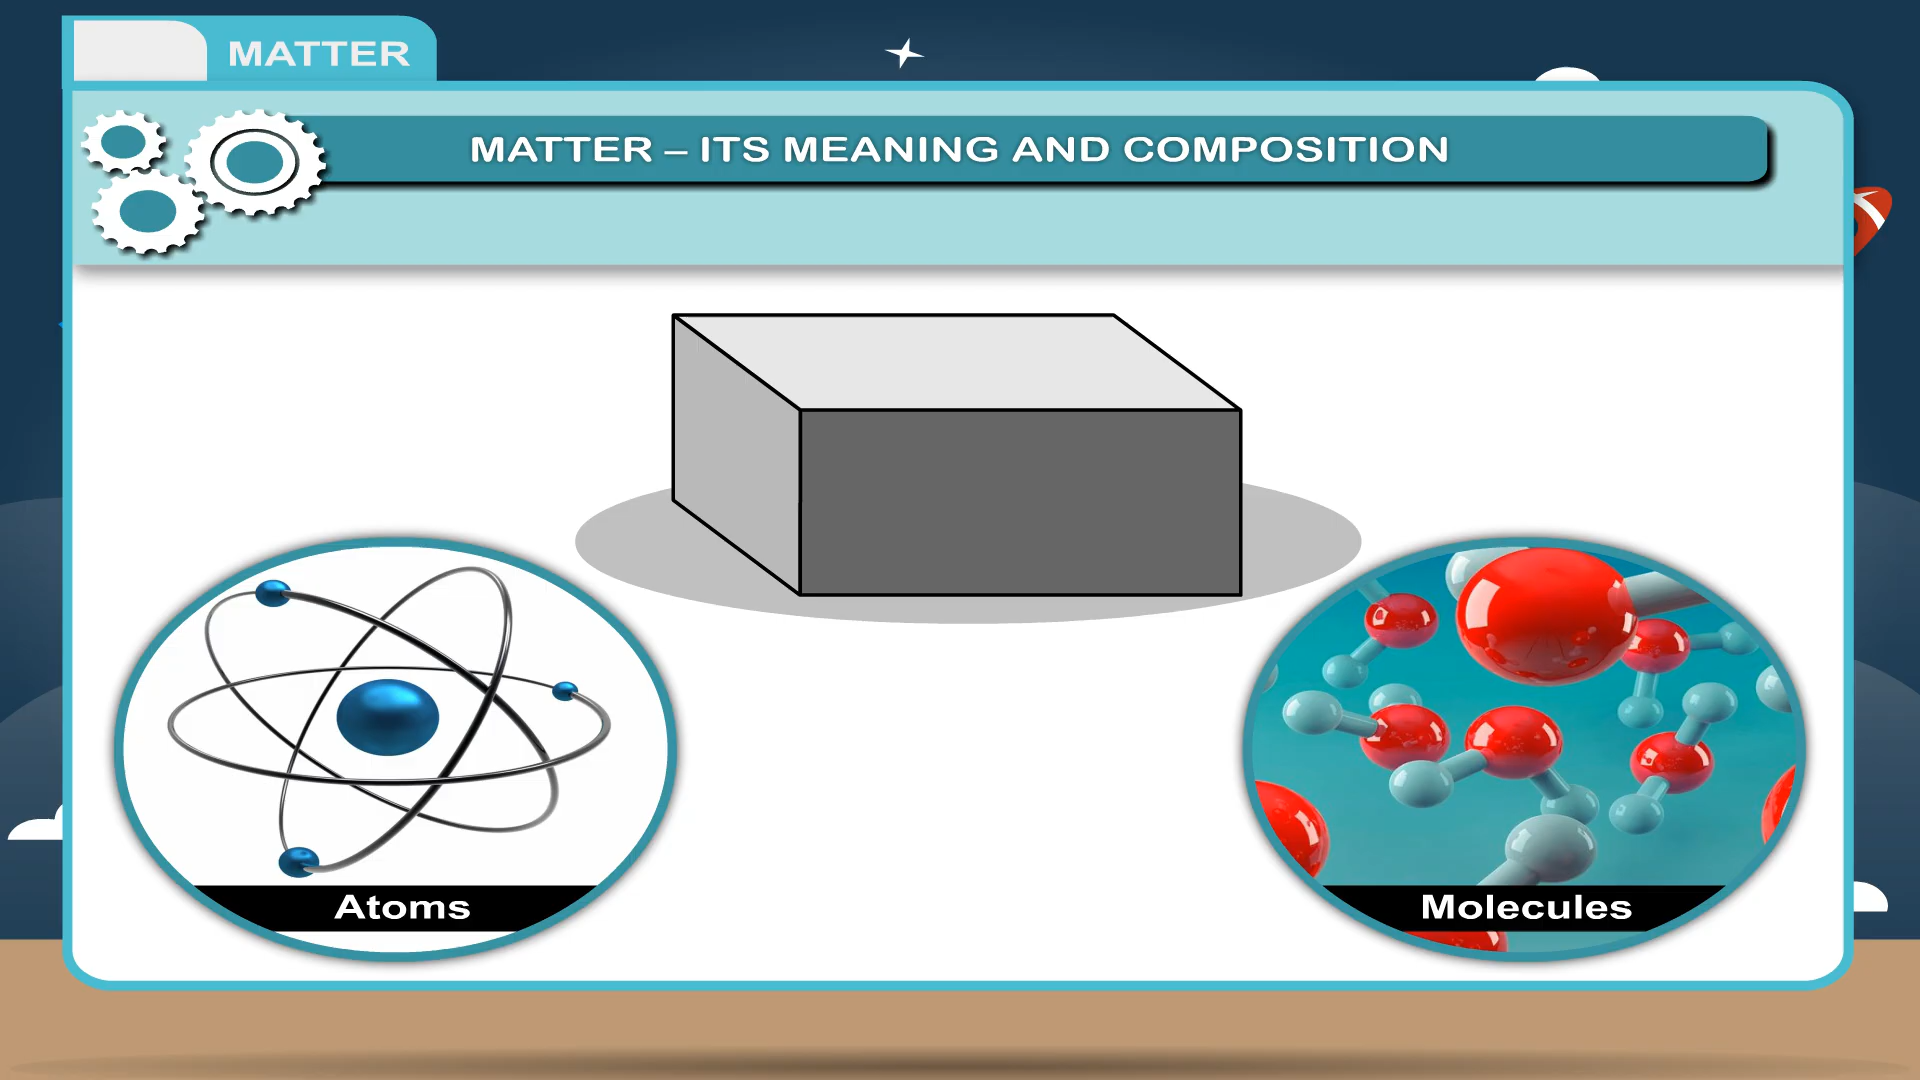 MATTER
MATTER – ITS MEANING AND COMPOSITION
Atoms
Molecules